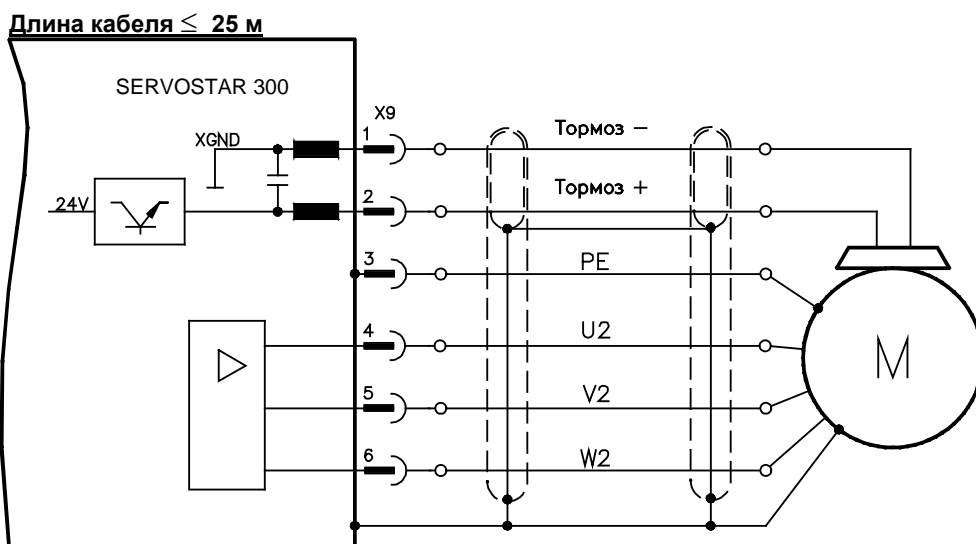 Длина кабеля ≤ 25 м
SERVOSTAR 300
X9
XGND
1
Тормоз –
24V
2
Тормоз +
3
PE
4
U2
5
V2
6
W2
M